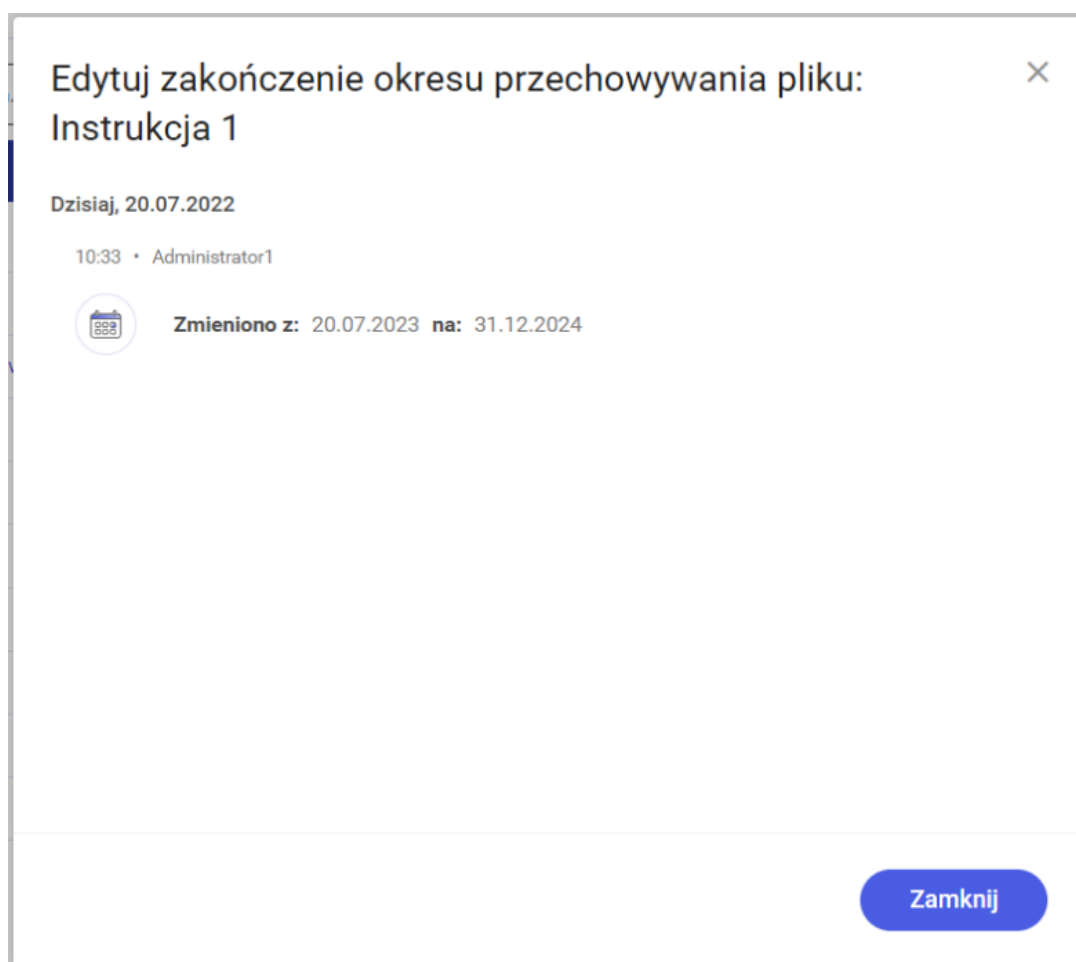 Edytuj zakończenie okresu przechowywania pliku:
Instrukcja 1
Dzisiaj, 20.07.2022
10:33 • Administrator1
Zmieniono z: 20.07.2023 na: 31.12.2024
Zamknij